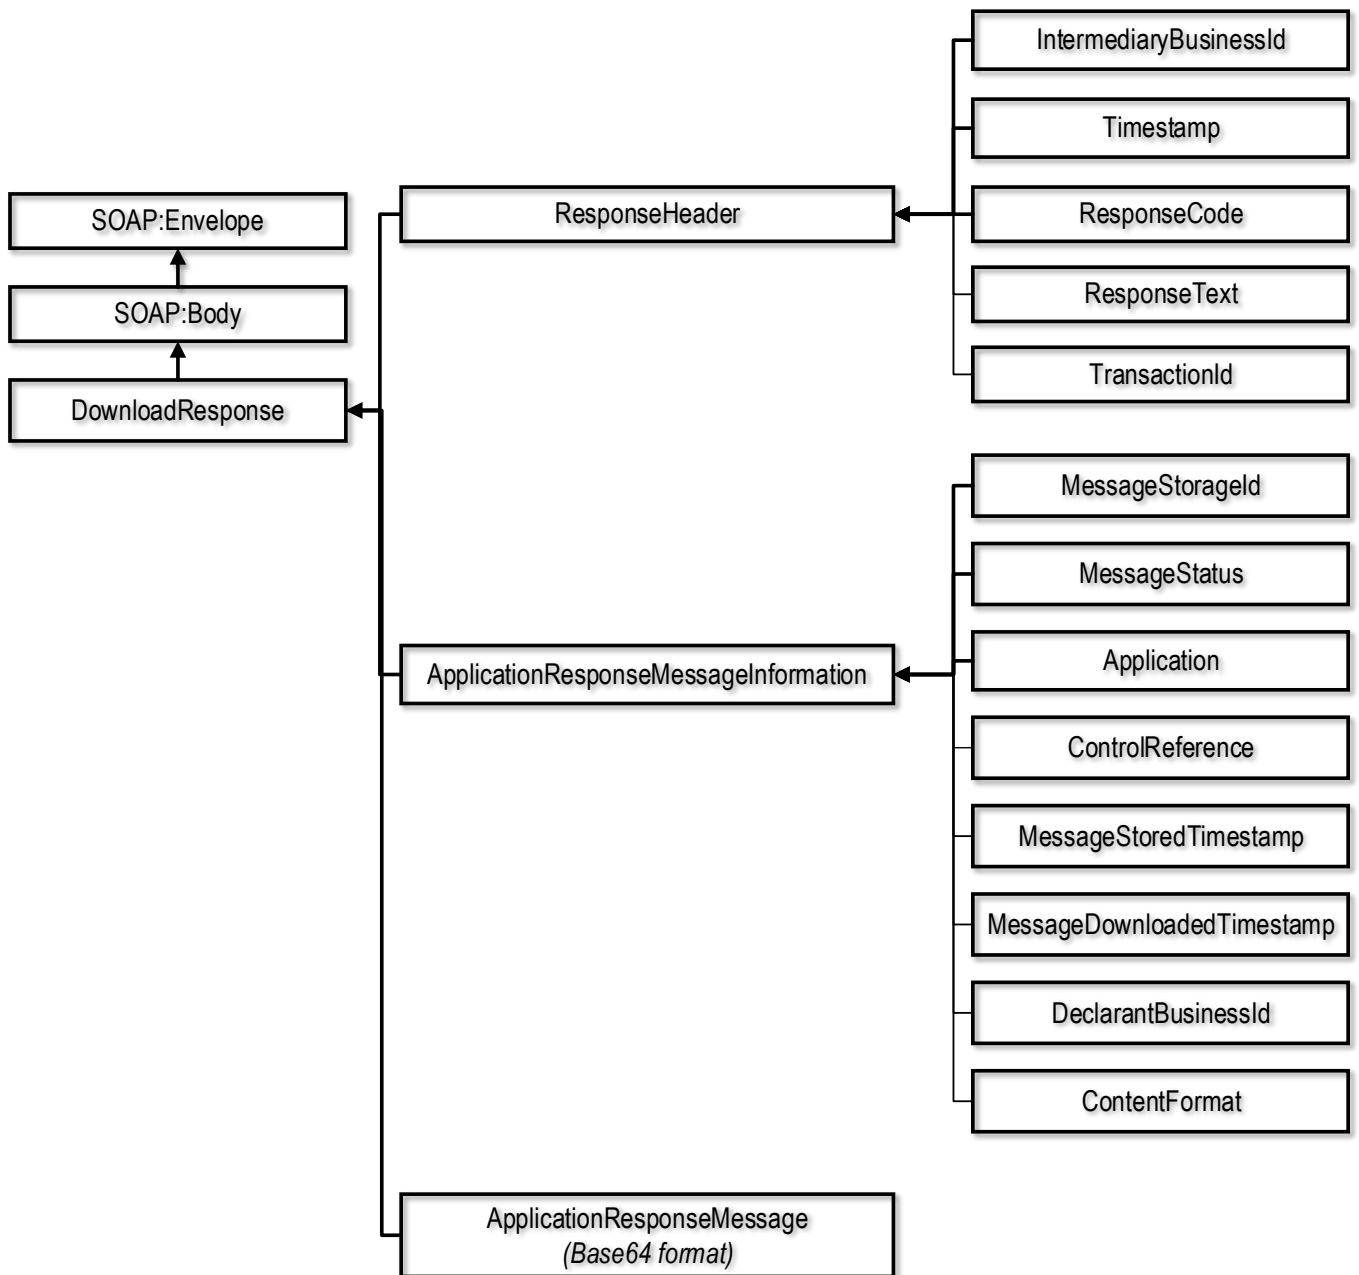 SOAP:Envelope
SOAP:Body
DownloadResponse
ResponseHeader
IntermediaryBusinessId
Timestamp
ResponseCode
ResponseText
TransactionId
ApplicationResponseMessageInformation
MessageStorageId
MessageStatus
Application
ControlReference
MessageStoredTimestamp
MessageDownloadedTimestamp
DeclarantBusinessId
ContentFormat
ApplicationResponseMessage
(Base64 format)